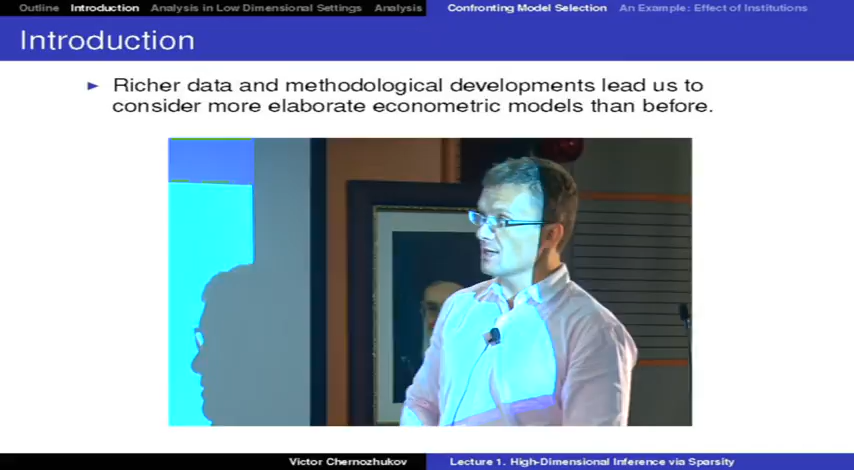 Outline Introduction Analysis in Low Dimensional Settings Analysis Confronting Model Selection An Example: Effect of Institutions
Introduction
Richer data and methodological developments lead us to
consider more elaborate econometric models than before.
Victor Chernozhukov Lecture 1. High-Dimensional Inference via Sparsity